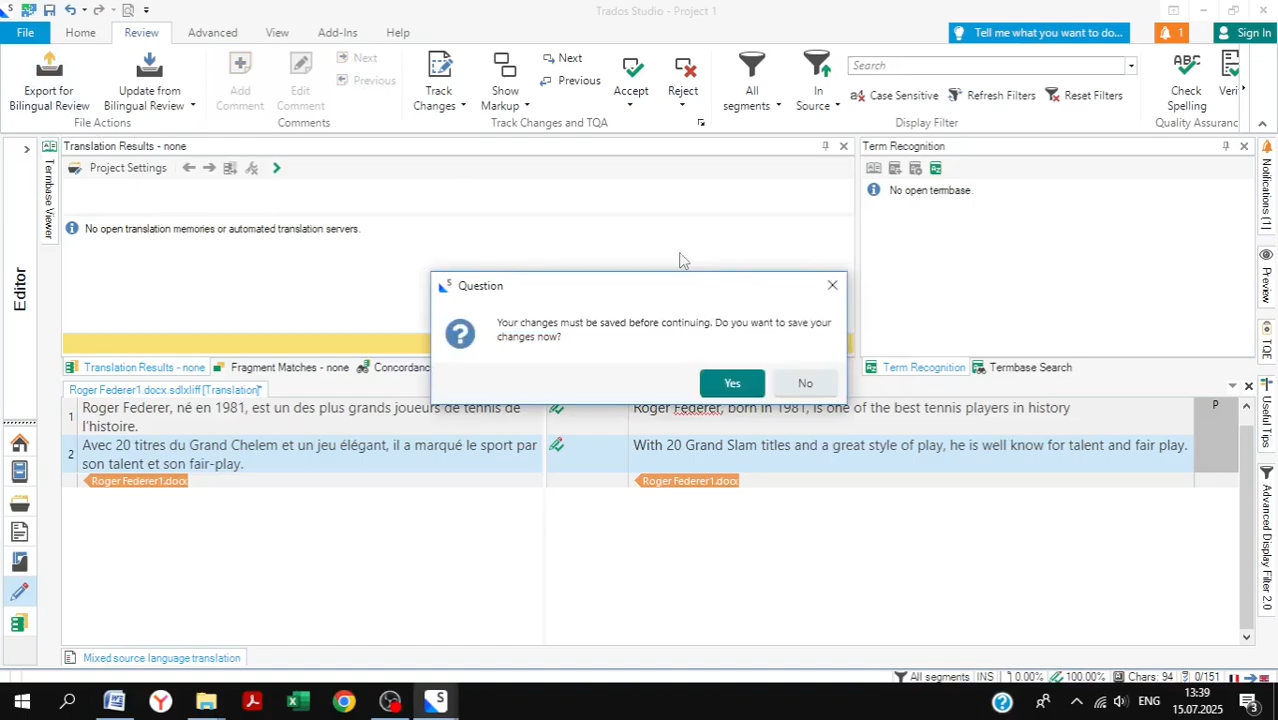 Trados Studio - Project 1
File Home Review Advanced View Add-Ins Help
Tell me what you want to do...
1
Sign In
Export for
Bilingual Review
Update from
Bilingual Review
File Actions
Add
Comment
Edit
Comment
Next
Previous
Comments
Track
Changes
Show
Markup
Next
Previous
Accept
Reject
Track Changes and TQA
All
segments
In
Source
Search
Case Sensitive
Refresh Filters
Reset Filters
Display Filter
ABC
Check
Spelling
Veri
Quality Assuranc
Editor
Termbase Viewer
Translation Results - none
Project Settings
No open translation memories or automated translation servers.
Term Recognition
No open termbase.
Notifications (1)
Preview
TQE
Useful Tips
Advanced Display Filter 2.0
Question
Your changes must be saved before continuing. Do you want to save your
changes now?
Yes
No
Translation Results - none
Fragment Matches - none
Concordanc
Term Recognition
Termbase Search
Roger Federer1.docx.sdlxliff [Translation]*
1
Roger Federer, né en 1981, est un des plus grands joueurs de tennis de
l'histoire.
Roger Federer, born in 1981, is one of the best tennis players in history
P
2
Avec 20 titres du Grand Chelem et un jeu élégant, il a marqué le sport par
son talent et son fair-play.
With 20 Grand Slam titles and a great style of play, he is well know for talent and fair play.
Roger Federer1.docx
Roger Federer1.docx
Mixed source language translation
All segments
INS
0.00%
100.00%
Chars: 94
0/151
ENG
13:39
15.07.2025
3